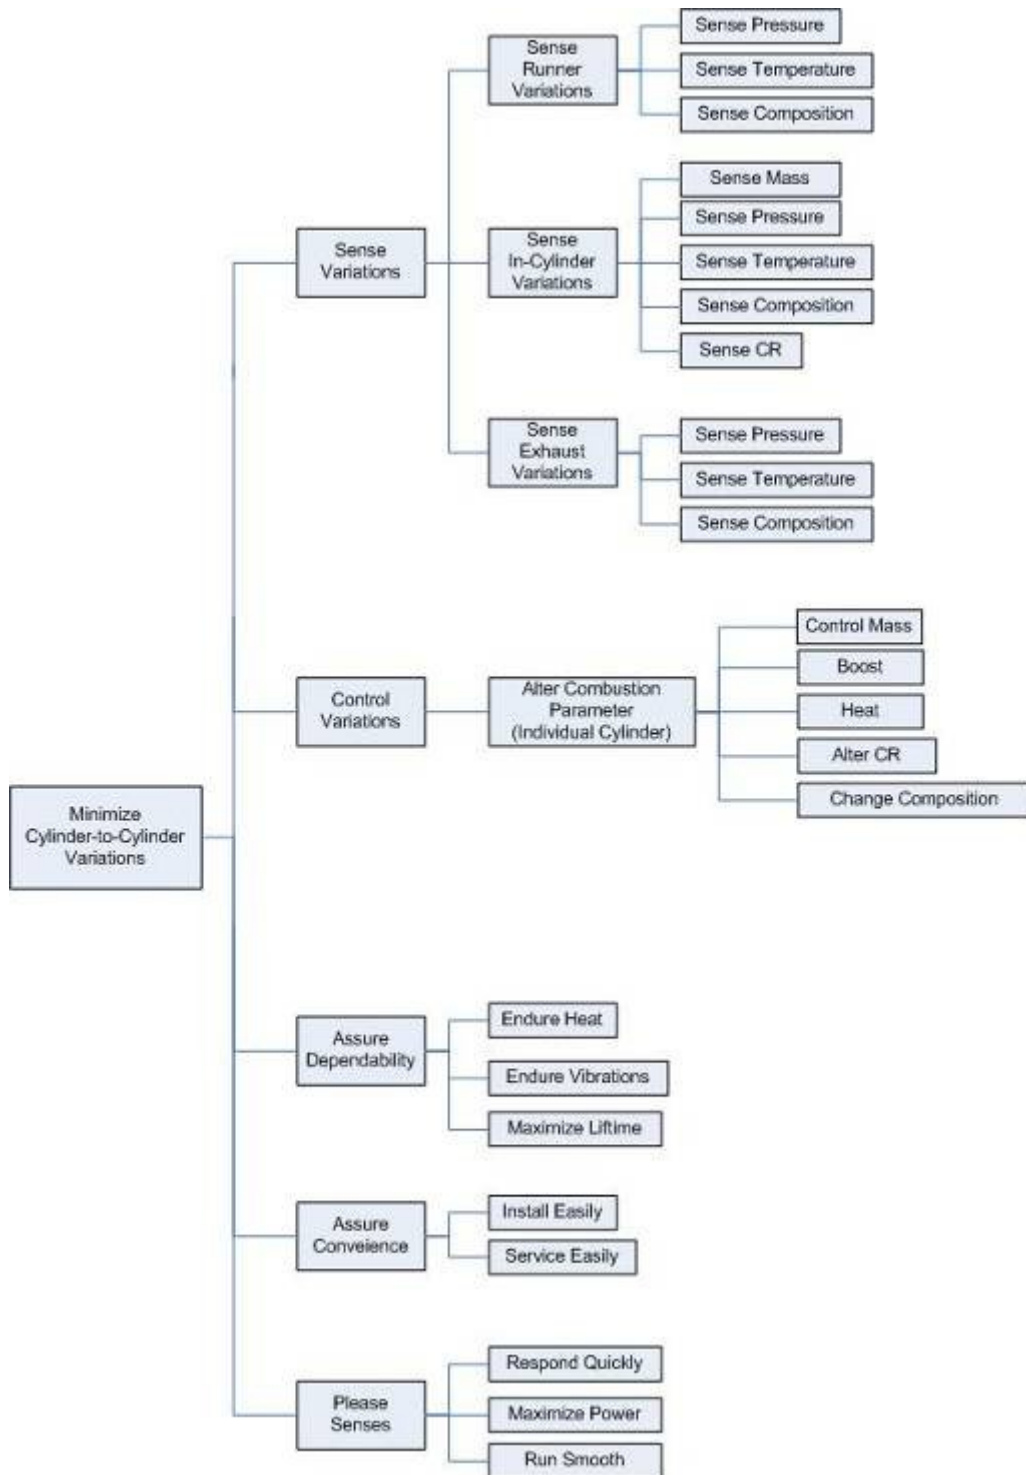 Sense Pressure
Sense
Runner
Variations
Sense Temperature
Sense Composition
Sense Mass
Sense Pressure
Sense
Variations
Sense
In-Cylinder
Variations
Sense Temperature
Sense Composition
Sense CR
Sense
Exhaust
Variations
Sense Pressure
Sense Temperature
Sense Composition
Control Mass
Boost
Control
Variations
Alter Combustion
Parameter
(Individual Cylinder)
Heat
Alter CR
Change Composition
Minimize
Cylinder-to-Cylinder
Variations
Assure
Dependability
Endure Heat
Endure Vibrations
Maximize Liftime
Assure
Conveience
Install Easily
Service Easily
Please
Senses
Respond Quickly
Maximize Power
Run Smooth